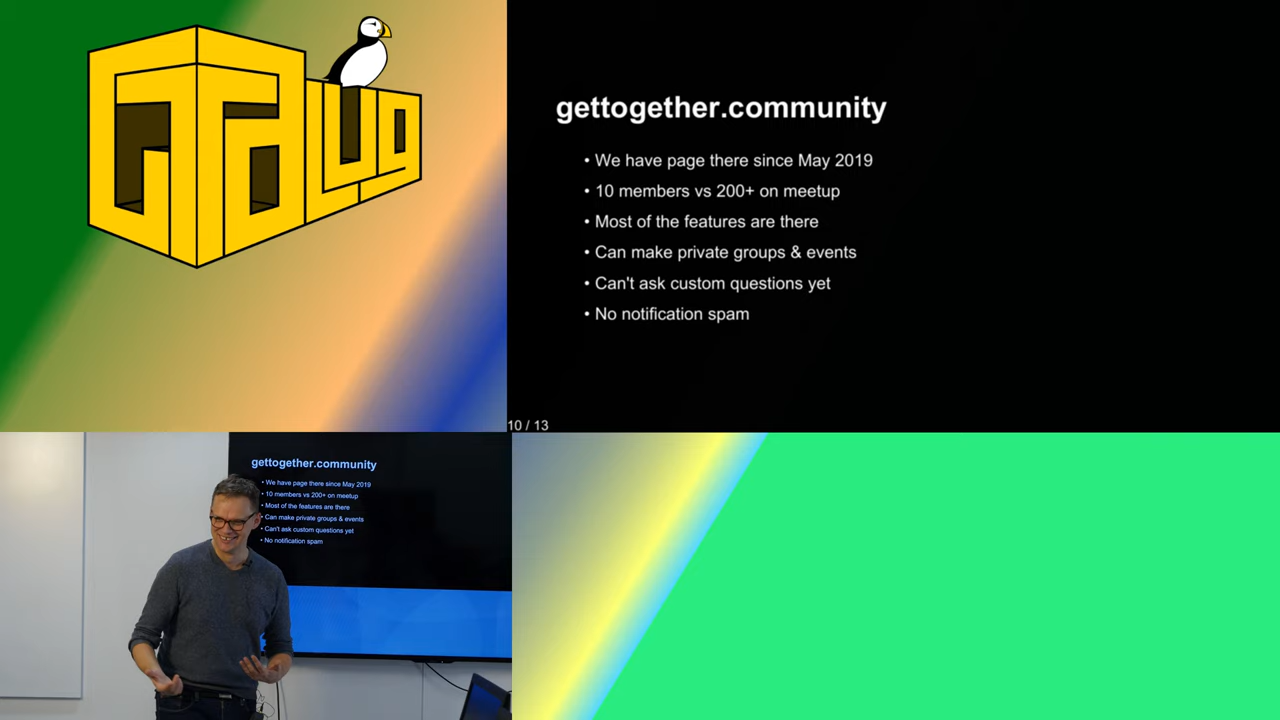 GTALug
gettogether.community
• We have page there since May 2019
• 10 members vs 200+ on meetup
• Most of the features are there
• Can make private groups & events
• Can't ask custom questions yet
• No notification spam
10 / 13
gettogether.community
• We have page there since May 2019
• 10 members vs 200+ on meetup
• Most of the features are there
• Can make private groups & events
• Can't ask custom questions yet
• No notification spam